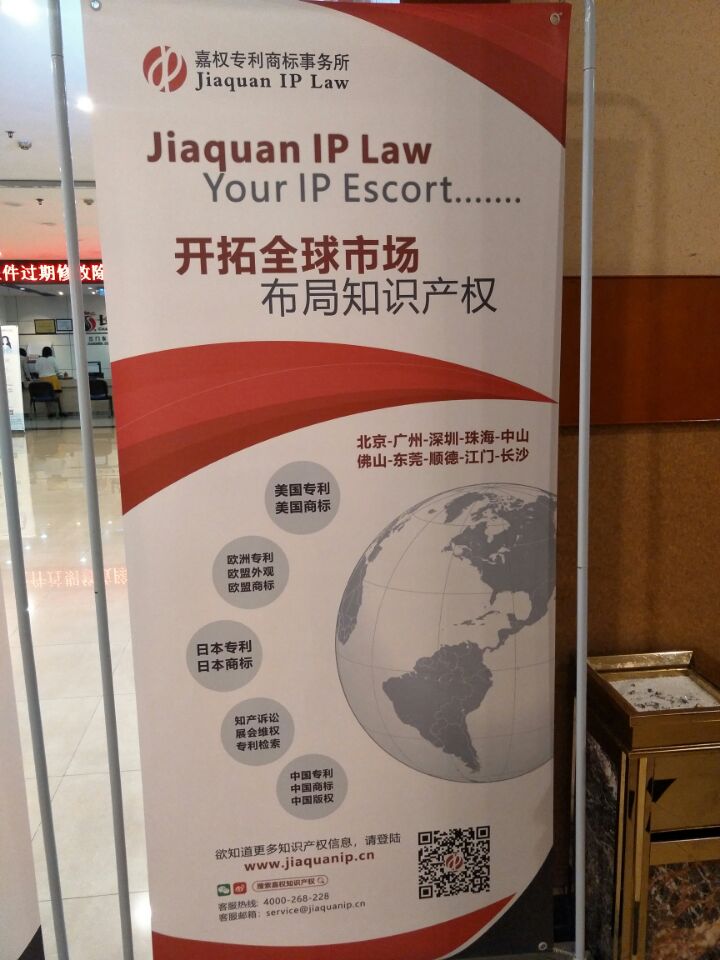 嘉权专利商标事务所
Jiaquan IP Law
Jiaquan IP Law
Your IP Escort.......
开拓全球市场
布局知识产权
件过期修改除
北京-广州-深圳-珠海-中山
佛山-东莞-顺德-江门-长沙
美国专利
美国商标
欧洲专利
欧盟外观
欧盟商标
日本专利
日本商标
知产诉讼
展会维权
专利检索
中国专利
中国商标
中国版权
欲知道更多知识产权信息，请登陆
www.jiaquanip.cn
搜索嘉权知识产权
客服热线: 4000-268-228
客服邮箱: service@jiaquanip.cn